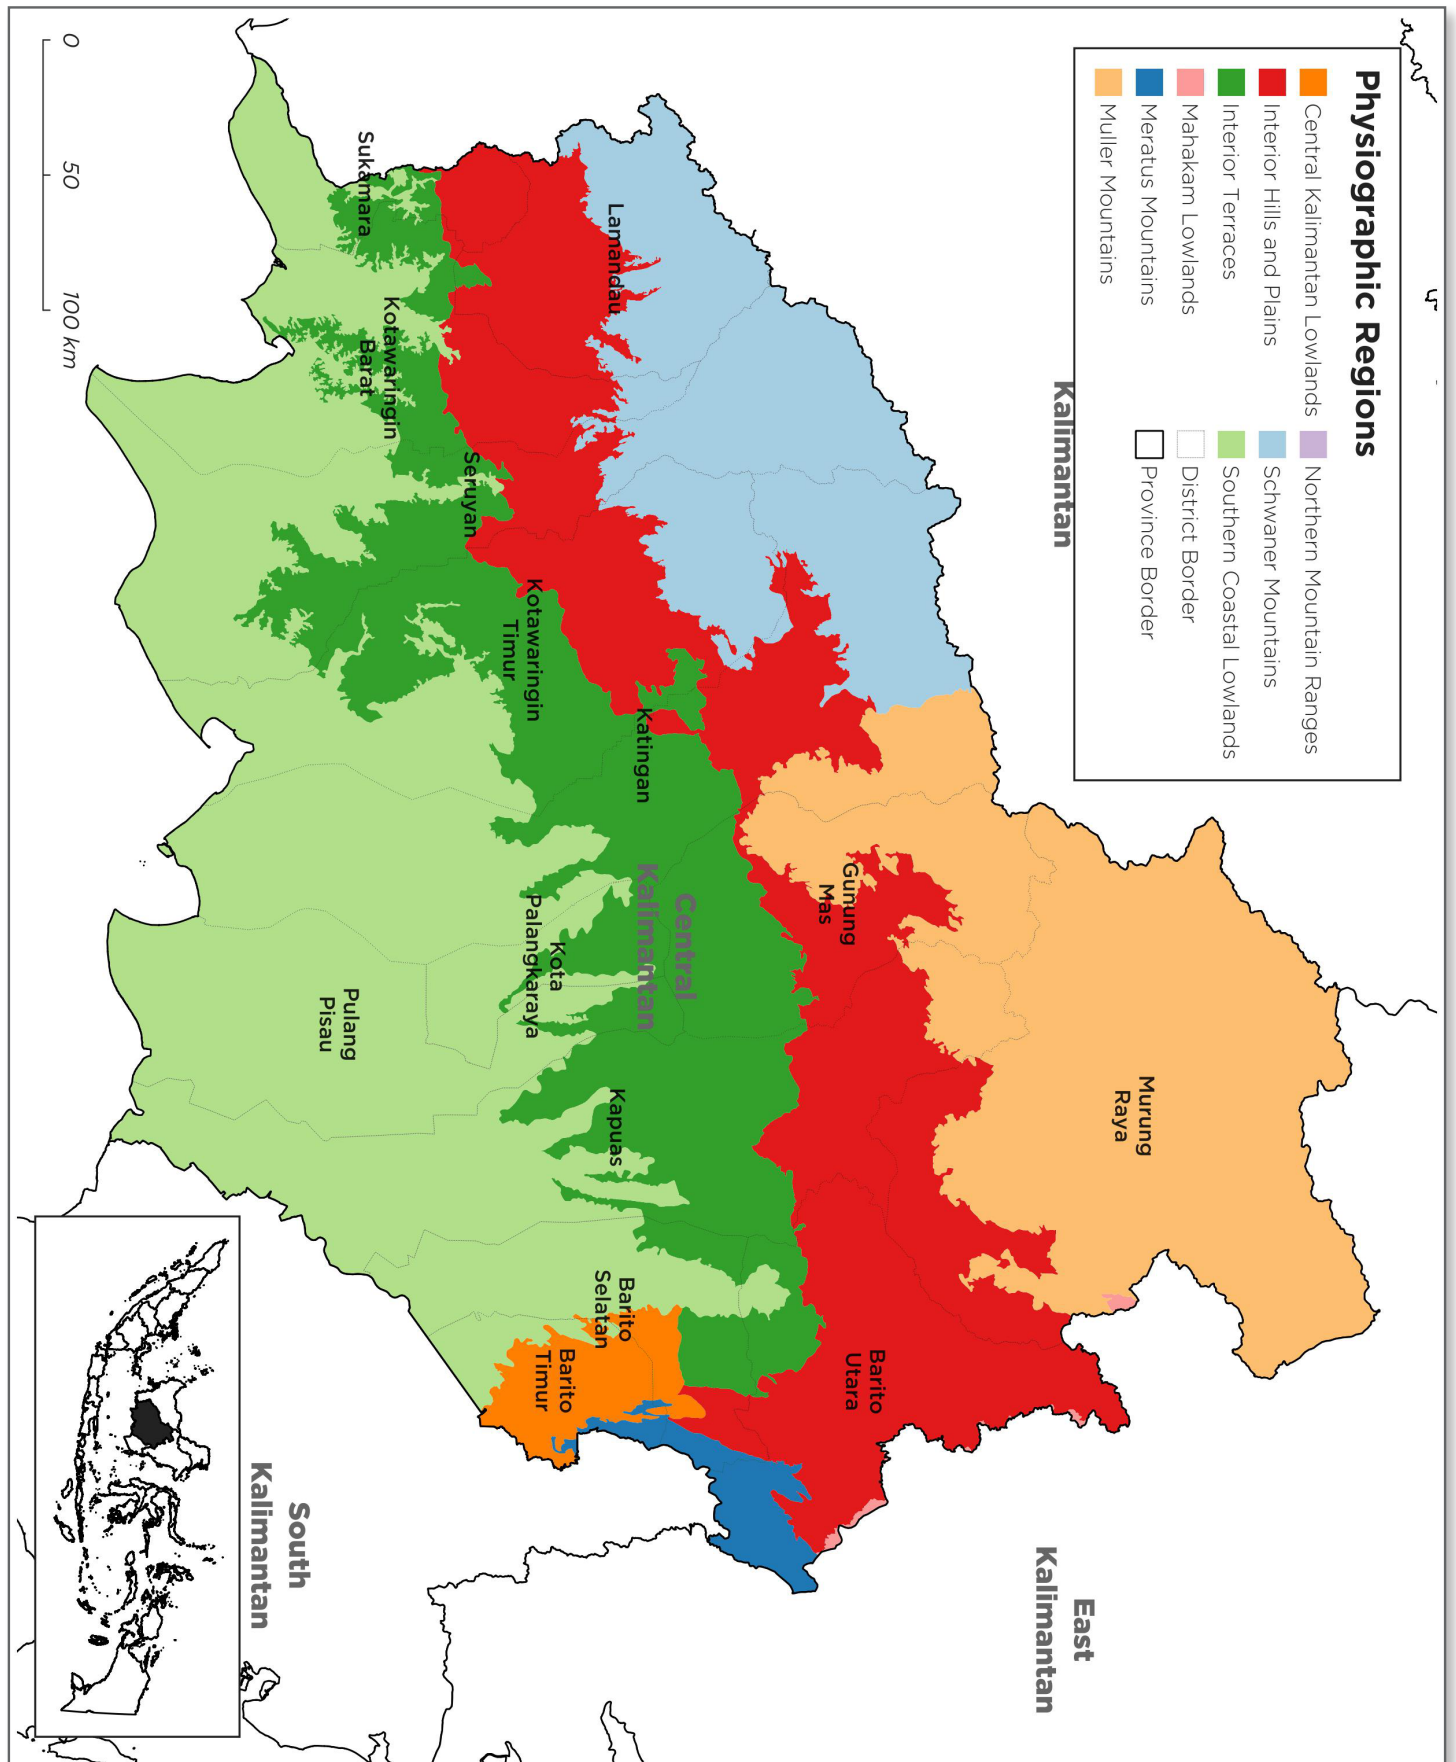 Physiographic Regions
Central Kalimantan Lowlands
Interior Hills and Plains
Interior Terraces
Mahakam Lowlands
Meratus Mountains
Muller Mountains
Northern Mountain Ranges
Schwaner Mountains
Southern Coastal Lowlands
District Border
Province Border
Kalimantan
East
Kalimantan
Murung
Raya
Gunung
Mas
Barito
Utara
Central
Kalimantan
Lamandau
Katingan
Kapuas
Barito
Selatan
Kota
Palangkaraya
Kotawaringin
Timur
Barito
Timur
Seruyan
Kotawaringin
Barat
Sukamara
Pulang
Pisau
South
Kalimantan
0
50
100 km